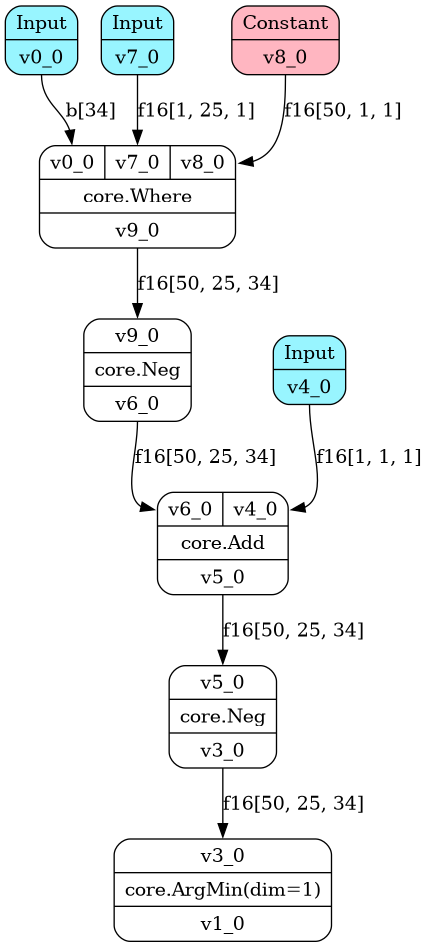 Input
v0_0
Input
v7_0
Constant
v8_0
b[34]
f16[1, 25, 1]
f16[50, 1, 1]
v0_0 v7_0 v8_0
core.Where
v9_0
f16[50, 25, 34]
v9_0
core.Neg
v6_0
Input
v4_0
f16[50, 25, 34]
f16[1, 1, 1]
v6_0 v4_0
core.Add
v5_0
f16[50, 25, 34]
v5_0
core.Neg
v3_0
f16[50, 25, 34]
v3_0
core.ArgMin(dim=1)
v1_0